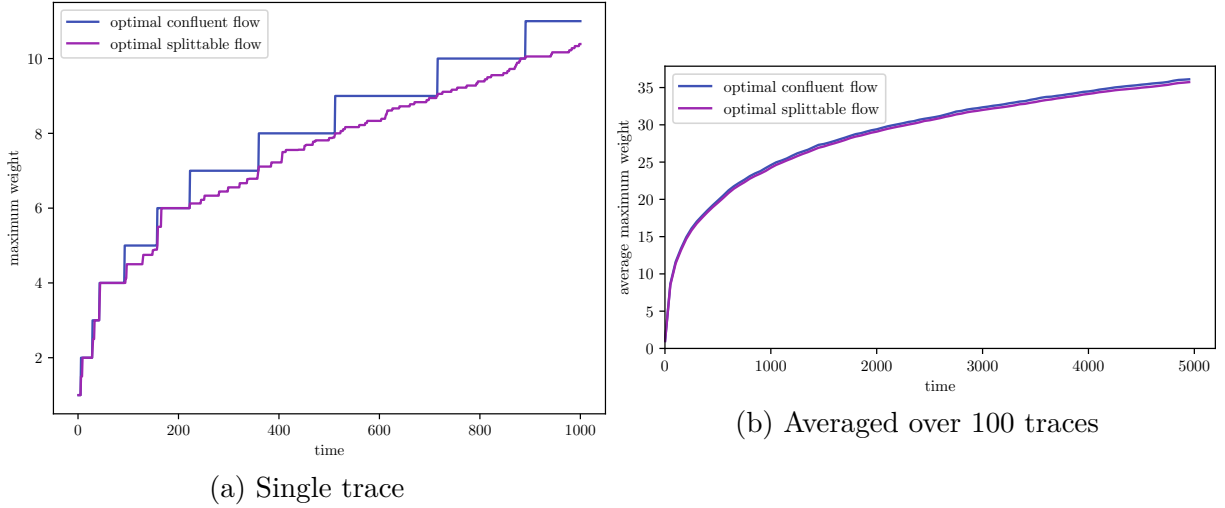 optimal confluent flow
optimal splittable flow
maximum weight
10
8
6
4
2
0
200
400
600
800
1000
time
(a) Single trace
optimal confluent flow
optimal splittable flow
average maximum weight
35
30
25
20
15
10
5
0
0
1000
2000
3000
4000
5000
time
(b) Averaged over 100 traces